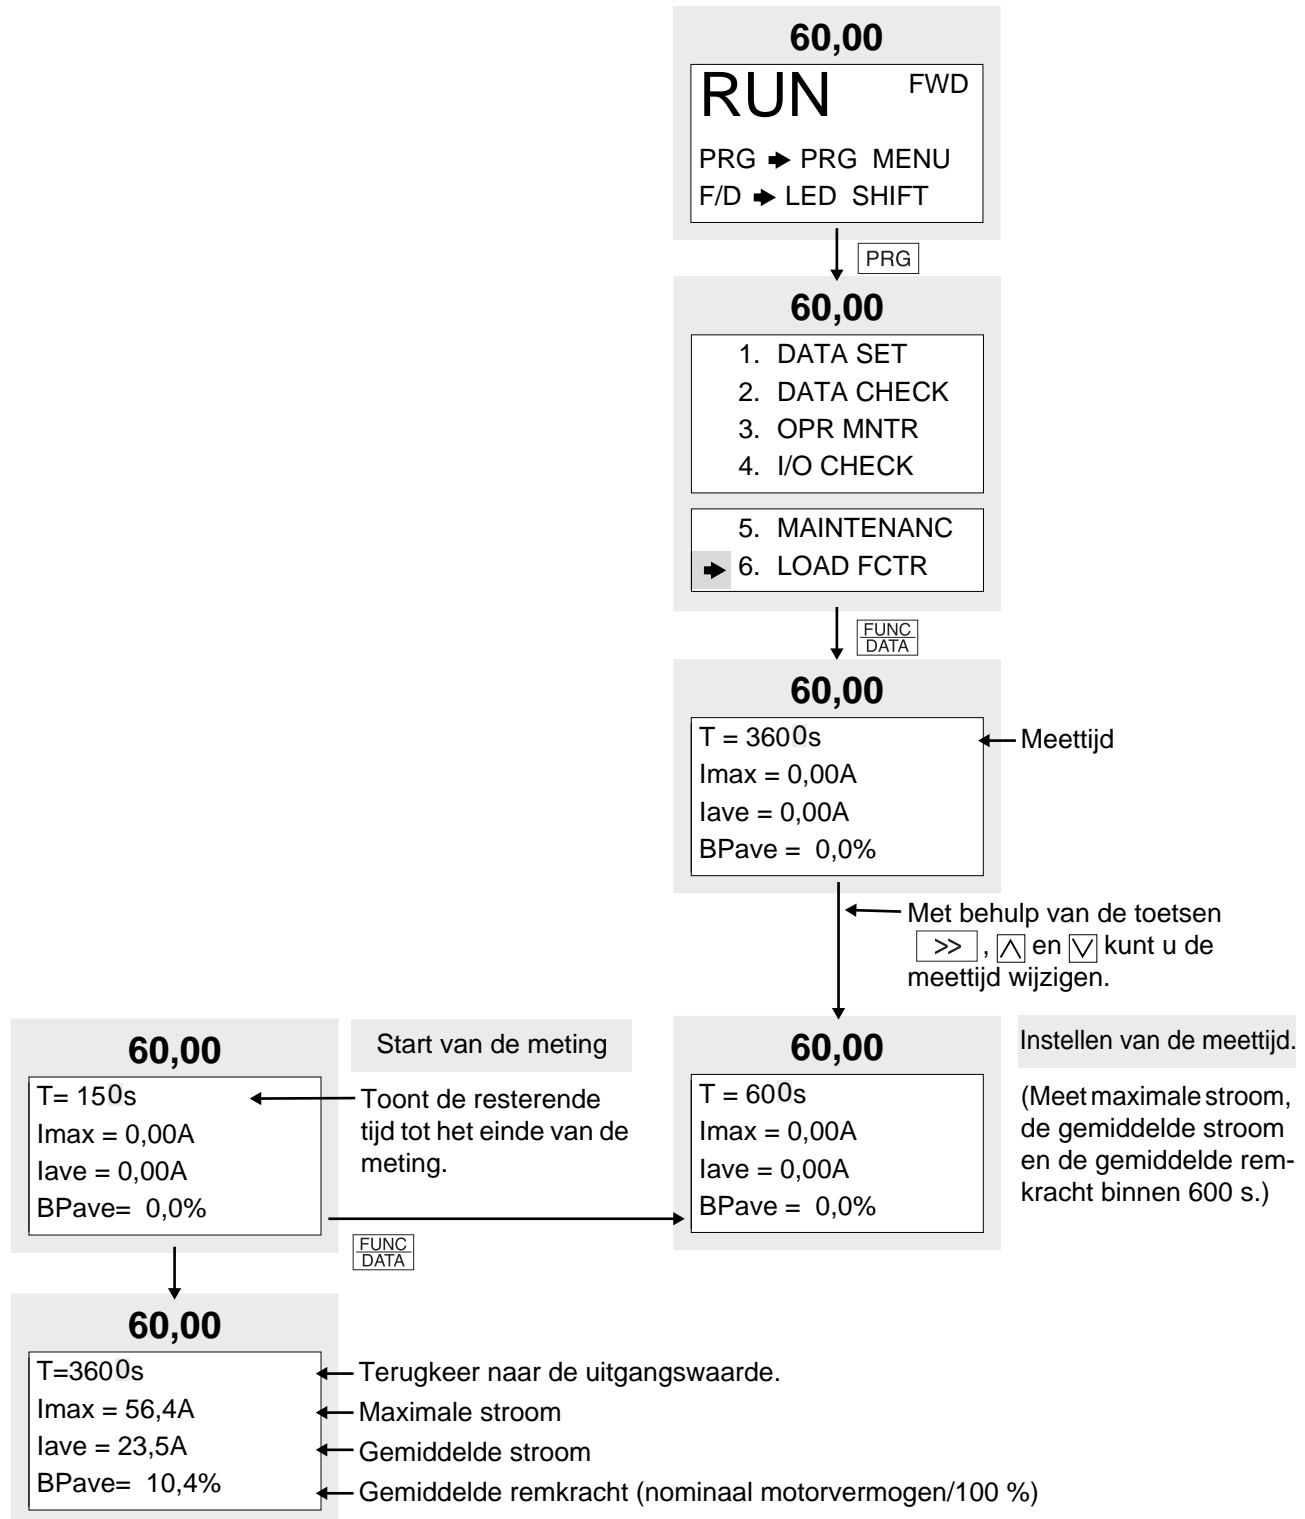 60,00
RUN FWD
PRG ➨ PRG MENU
F/D ➨ LED SHIFT
PRG
60,00
1. DATA SET
2. DATA CHECK
3. OPR MNTR
4. I/O CHECK
5. MAINTENANC
➨ 6. LOAD FCTR
FUNC
DATA
60,00
T = 3600s
Imax = 0,00A
Iave = 0,00A
BPave = 0,0%
Meettijd
Met behulp van de toetsen
>> , ∧ en ∨ kunt u de
meettijd wijzigen.
60,00
T = 600s
Imax = 0,00A
Iave = 0,00A
BPave = 0,0%
Instellen van de meettijd.
(Meet maximale stroom,
de gemiddelde stroom
en de gemiddelde rem-
kracht binnen 600 s.)
60,00
T= 150s
Imax = 0,00A
Iave = 0,00A
BPave= 0,0%
Start van de meting
Toont de resterende
tijd tot het einde van de
meting.
FUNC
DATA
60,00
T=3600s
Imax = 56,4A
Iave = 23,5A
BPave= 10,4%
Terugkeer naar de uitgangswaarde.
Maximale stroom
Gemiddelde stroom
Gemiddelde remkracht (nominaal motorvermogen/100 %)